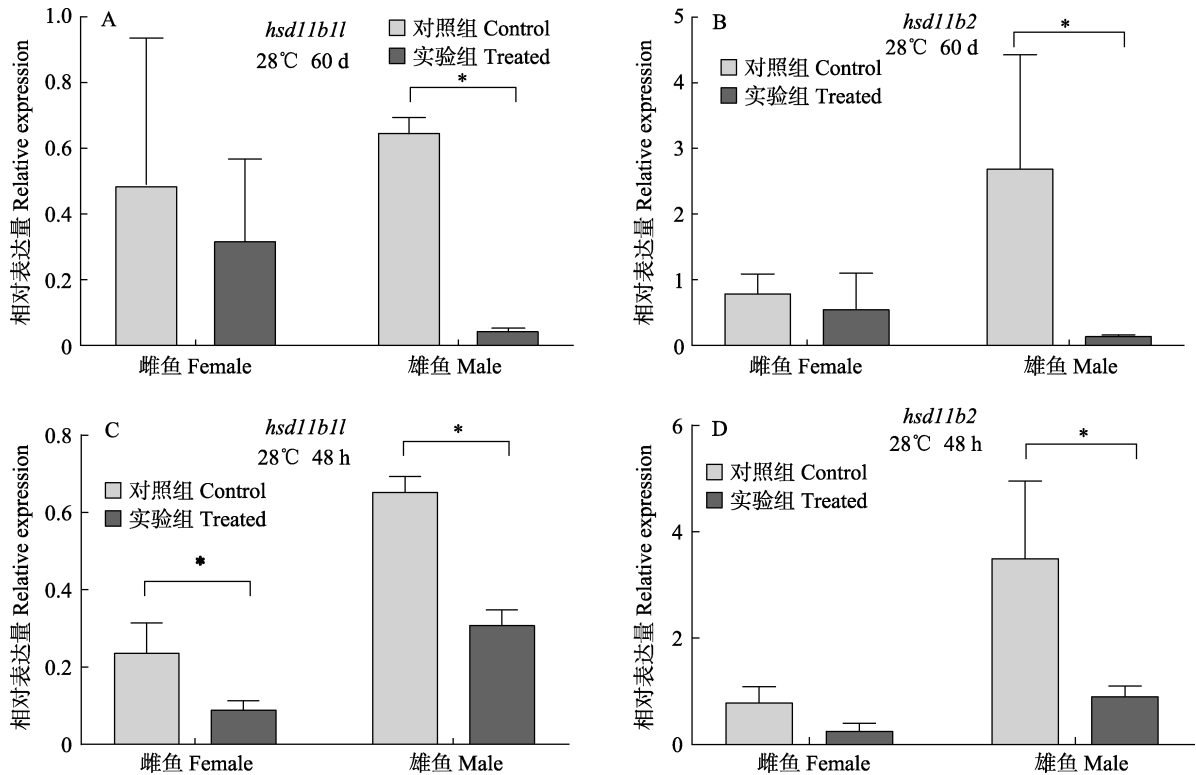 A
hsd11b1l
28℃ 60 d
对照组 Control
实验组 Treated
*
相对表达量 Relative expression
1.0
0.8
0.6
0.4
0.2
0
雌鱼 Female
雄鱼 Male
B
hsd11b2
28℃ 60 d
*
对照组 Control
实验组 Treated
相对表达量 Relative expression
5
4
3
2
1
0
雌鱼 Female
雄鱼 Male
C
hsd11b1l
28℃ 48 h
*
对照组 Control
实验组 Treated
*
相对表达量 Relative expression
0.8
0.6
0.4
0.2
0
雌鱼 Female
雄鱼 Male
D
hsd11b2
28℃ 48 h
*
对照组 Control
实验组 Treated
相对表达量 Relative expression
6
4
2
0
雌鱼 Female
雄鱼 Male